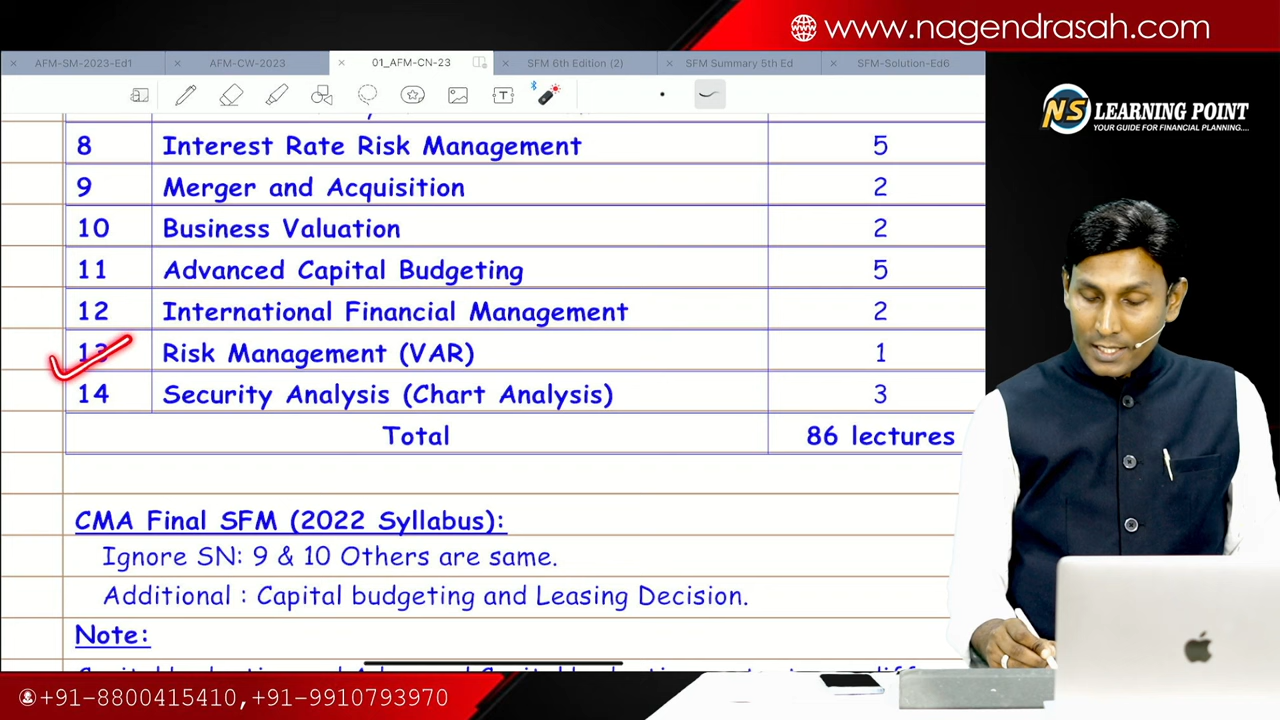 www.nagendrasah.com
AFM-SM-2023-Ed1
AFM-CW-2023
01_AFM-CN-23
SFM 6th Edition (2)
SFM Summary 5th Ed
SFM-Solution-Ed6
NS LEARNING POINT
YOUR GUIDE FOR FINANCIAL PLANNING....
8 Interest Rate Risk Management 5
9 Merger and Acquisition 2
10 Business Valuation 2
11 Advanced Capital Budgeting 5
12 International Financial Management 2
13 Risk Management (VAR) 1
14 Security Analysis (Chart Analysis) 3
Total 86 lectures
CMA Final SFM (2022 Syllabus):
Ignore SN: 9 & 10 Others are same.
Additional : Capital budgeting and Leasing Decision.
Note:
+91-8800415410,+91-9910793970